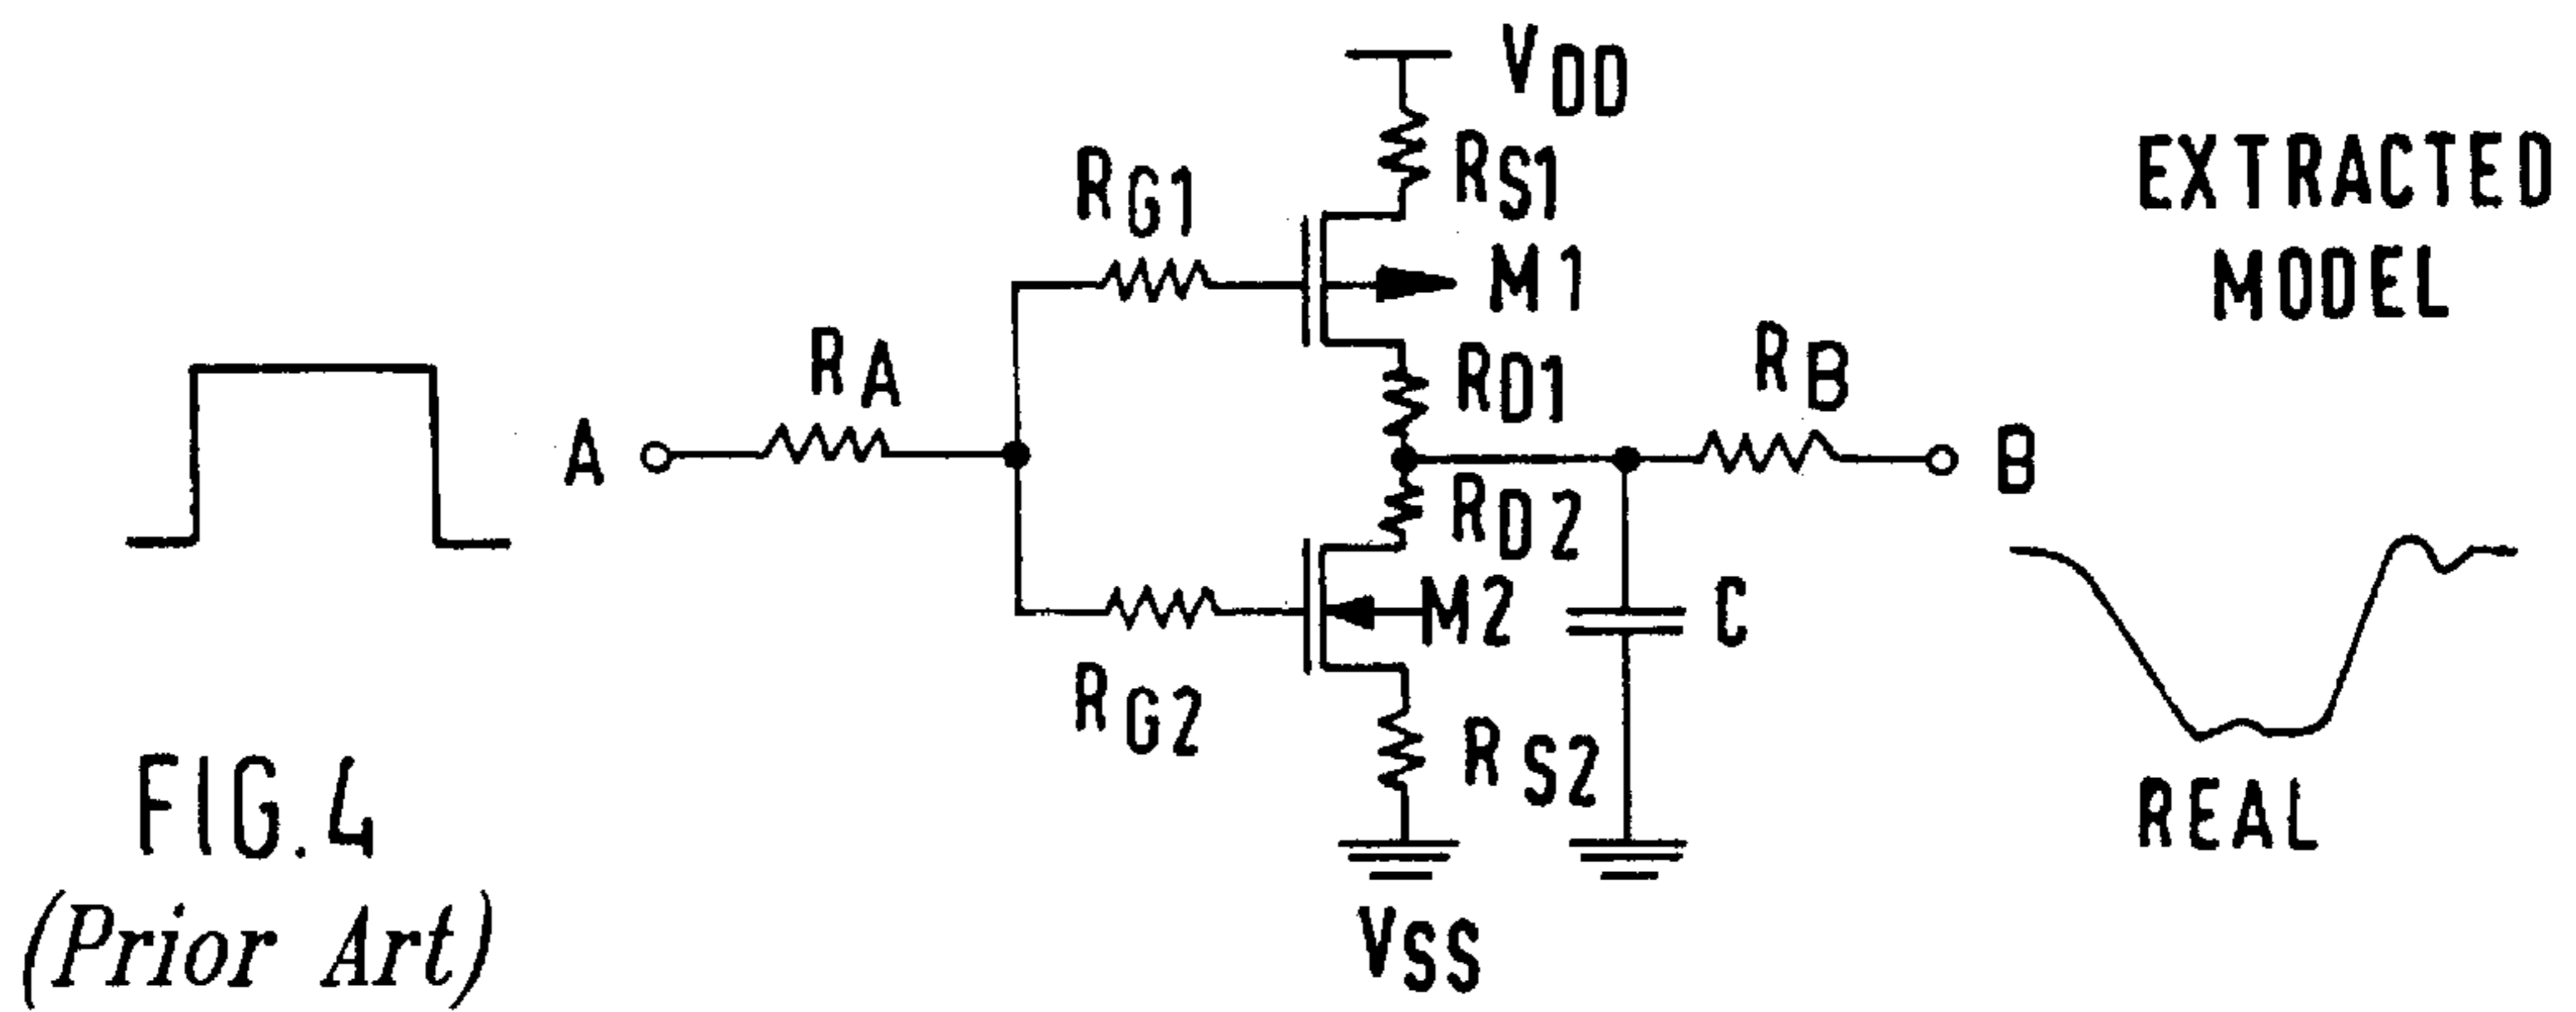 VDD
RS1
EXTRACTED
MODEL
RG1
M1
RA
RD1
RB
A
B
RD2
M2
C
RG2
RS2
REAL
FIG.4
(Prior Art)
VSS